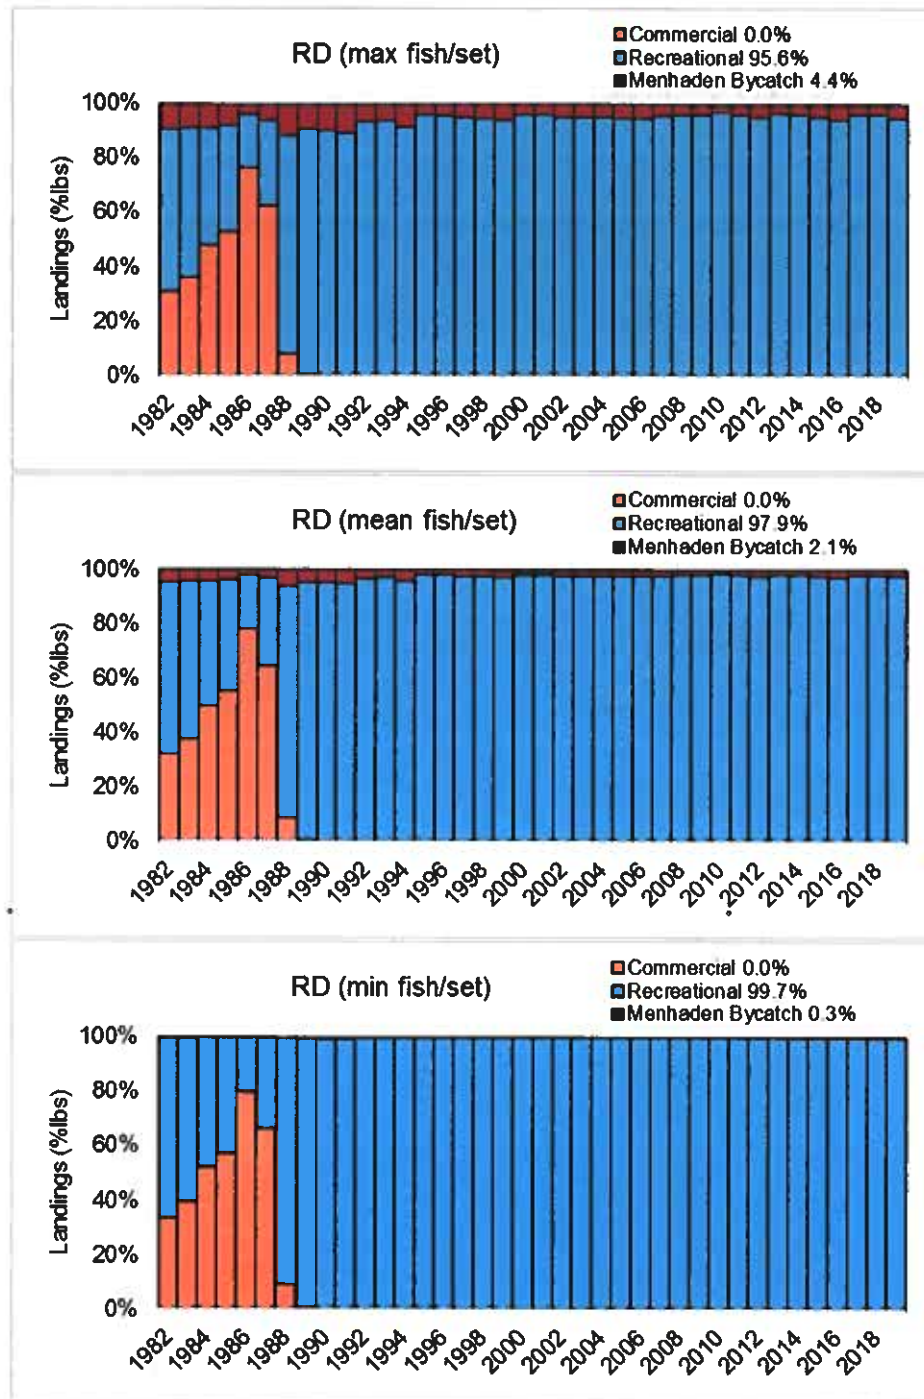 RD (max fish/set)
Commercial 0.0%
Recreational 95.6%
Menhaden Bycatch 4.4%
Landings (%lbs)
100%
80%
60%
40%
20%
0%
1982 1984 1986 1988 1990 1992 1994 1996 1998 2000 2002 2004 2006 2008 2010 2012 2014 2016 2018
RD (mean fish/set)
Commercial 0.0%
Recreational 97.9%
Menhaden Bycatch 2.1%
Landings (%lbs)
100%
80%
60%
40%
20%
0%
1982 1984 1986 1988 1990 1992 1994 1996 1998 2000 2002 2004 2006 2008 2010 2012 2014 2016 2018
RD (min fish/set)
Commercial 0.0%
Recreational 99.7%
Menhaden Bycatch 0.3%
Landings (%lbs)
100%
80%
60%
40%
20%
0%
1982 1984 1986 1988 1990 1992 1994 1996 1998 2000 2002 2004 2006 2008 2010 2012 2014 2016 2018